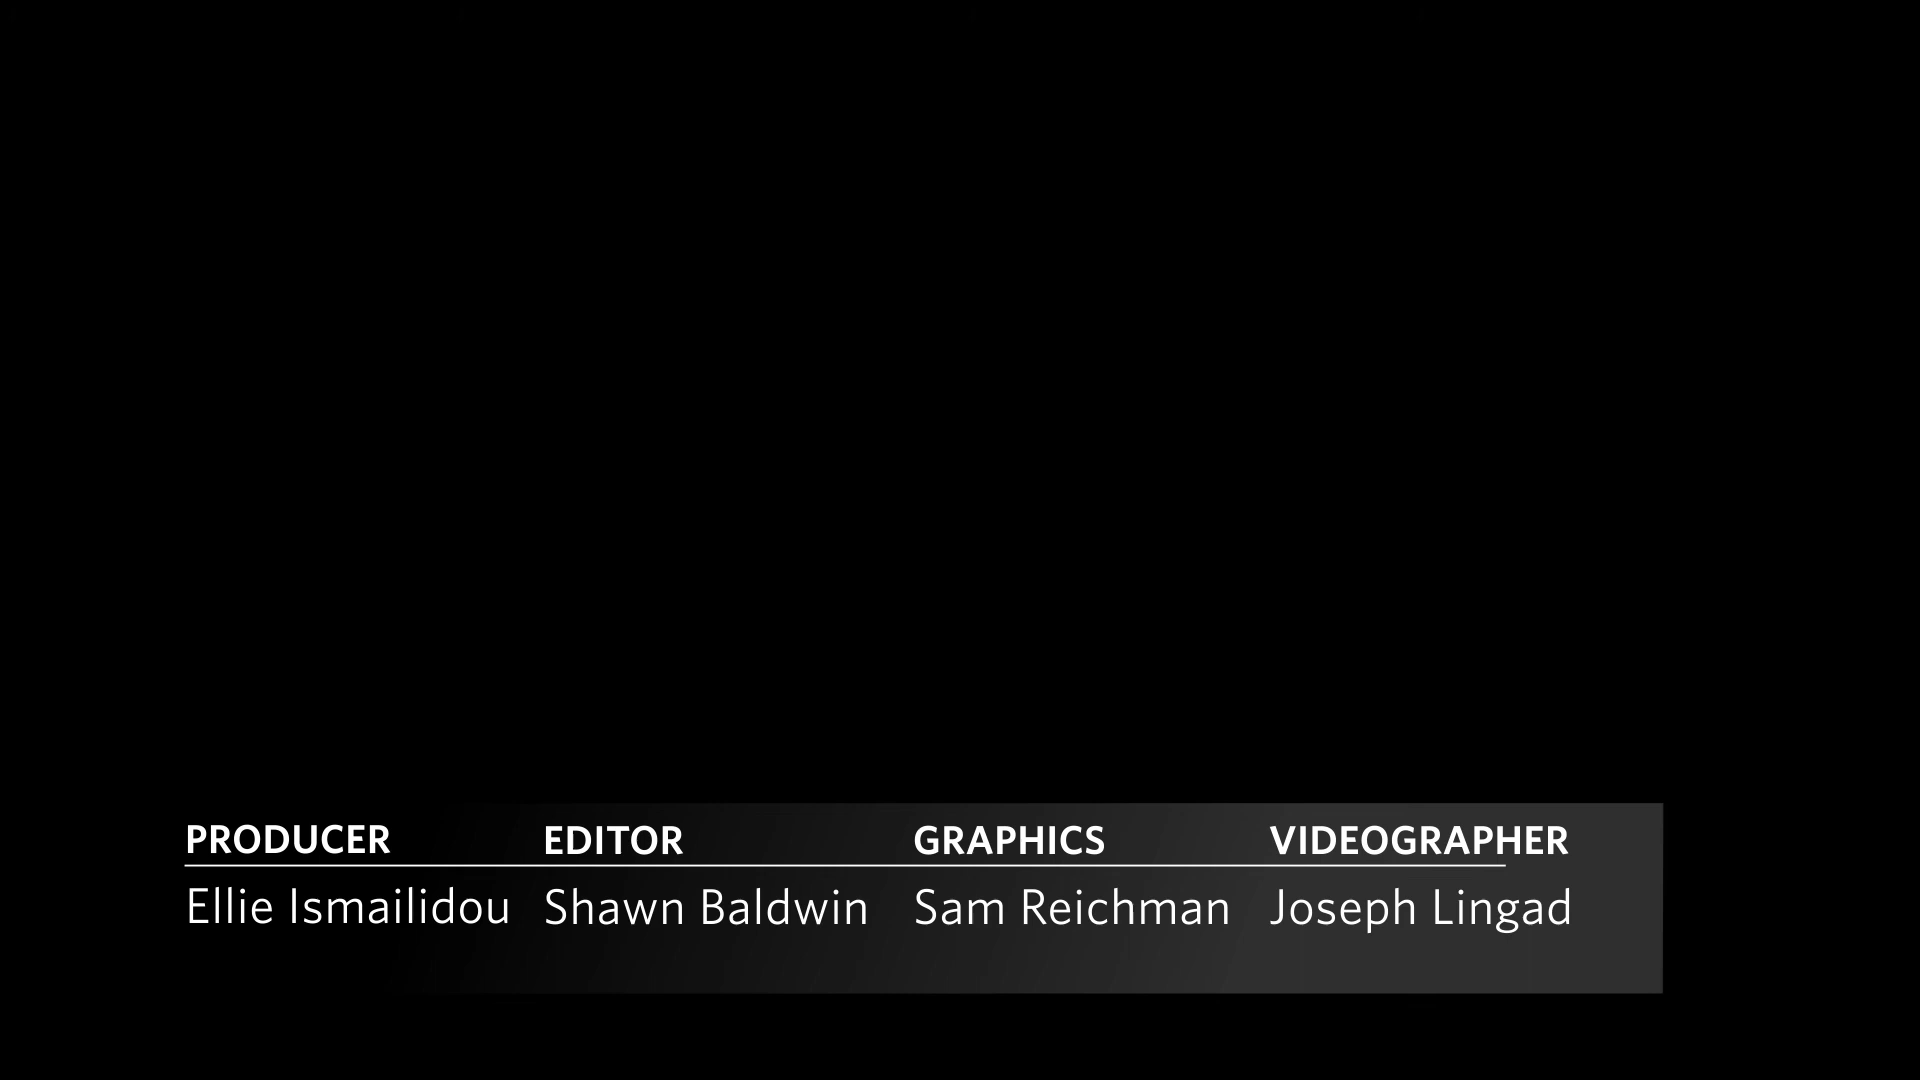 PRODUCER EDITOR GRAPHICS VIDEOGRAPHER
Ellie Ismailidou Shawn Baldwin Sam Reichman Joseph Lingad